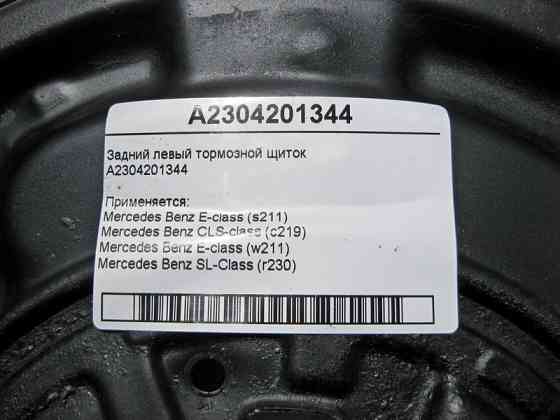 A2304201344
Задний левый тормозной щиток
A2304201344
Применяется:
Mercedes Benz E-class (s211)
Mercedes Benz CLS-class (c219)
Mercedes Benz E-class (w211)
Mercedes Benz SL-Class (r230)